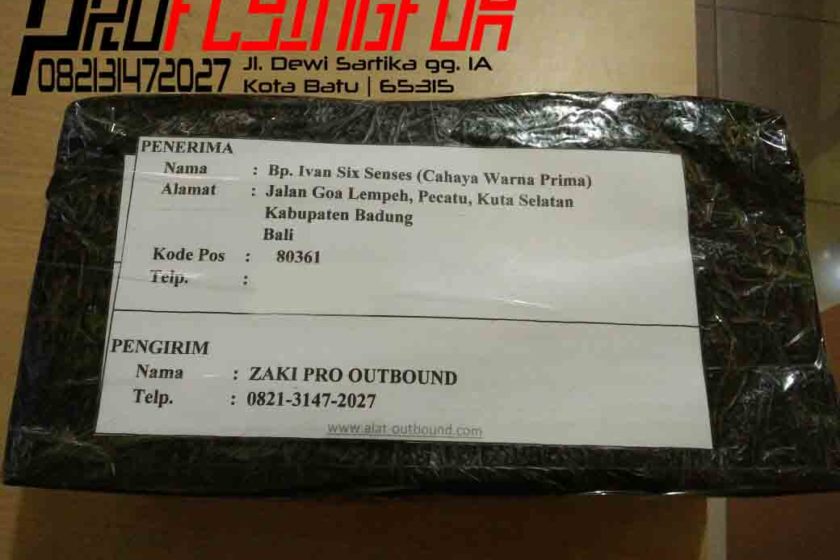 PROFLYINGFOX
082131472027
Jl. Dewi Sartika gg. IA
Kota Batu | 65315
PENERIMA
Nama : Bp. Ivan Six Senses (Cahaya Warna Prima)
Alamat : Jalan Goa Lempeh, Pecatu, Kuta Selatan
Kabupaten Badung
Bali
Kode Pos : 80361
Telp. :
PENGIRIM
Nama : ZAKI PRO OUTBOUND
Telp. : 0821-3147-2027
www.alat-outbound.com